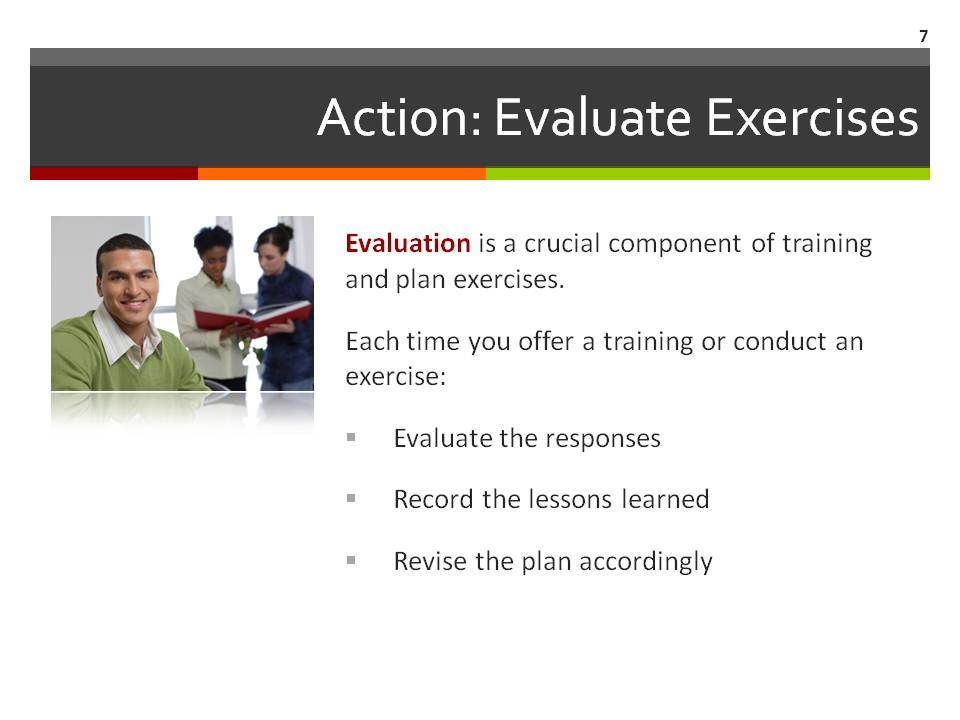 7
Action: Evaluate Exercises
Evaluation is a crucial component of training
and plan exercises.
Each time you offer a training or conduct an
exercise:
Evaluate the responses
Record the lessons learned
Revise the plan accordingly